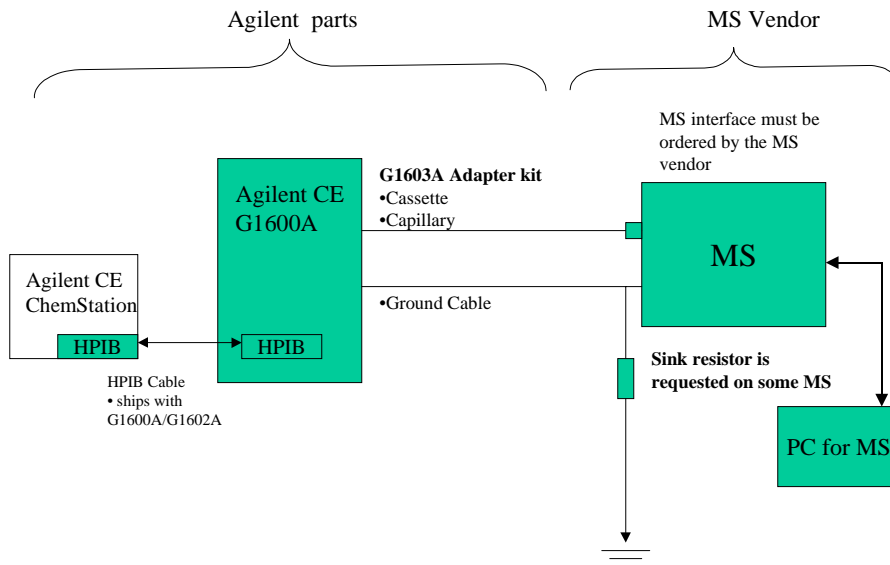 Agilent parts
MS Vendor
MS interface must be
ordered by the MS
vendor
Agilent CE
G1600A
G1603A Adapter kit
•Cassette
•Capillary
MS
Agilent CE
ChemStation
•Ground Cable
HPIB
HPIB
HPIB Cable
• ships with
G1600A/G1602A
Sink resistor is
requested on some MS
PC for MS